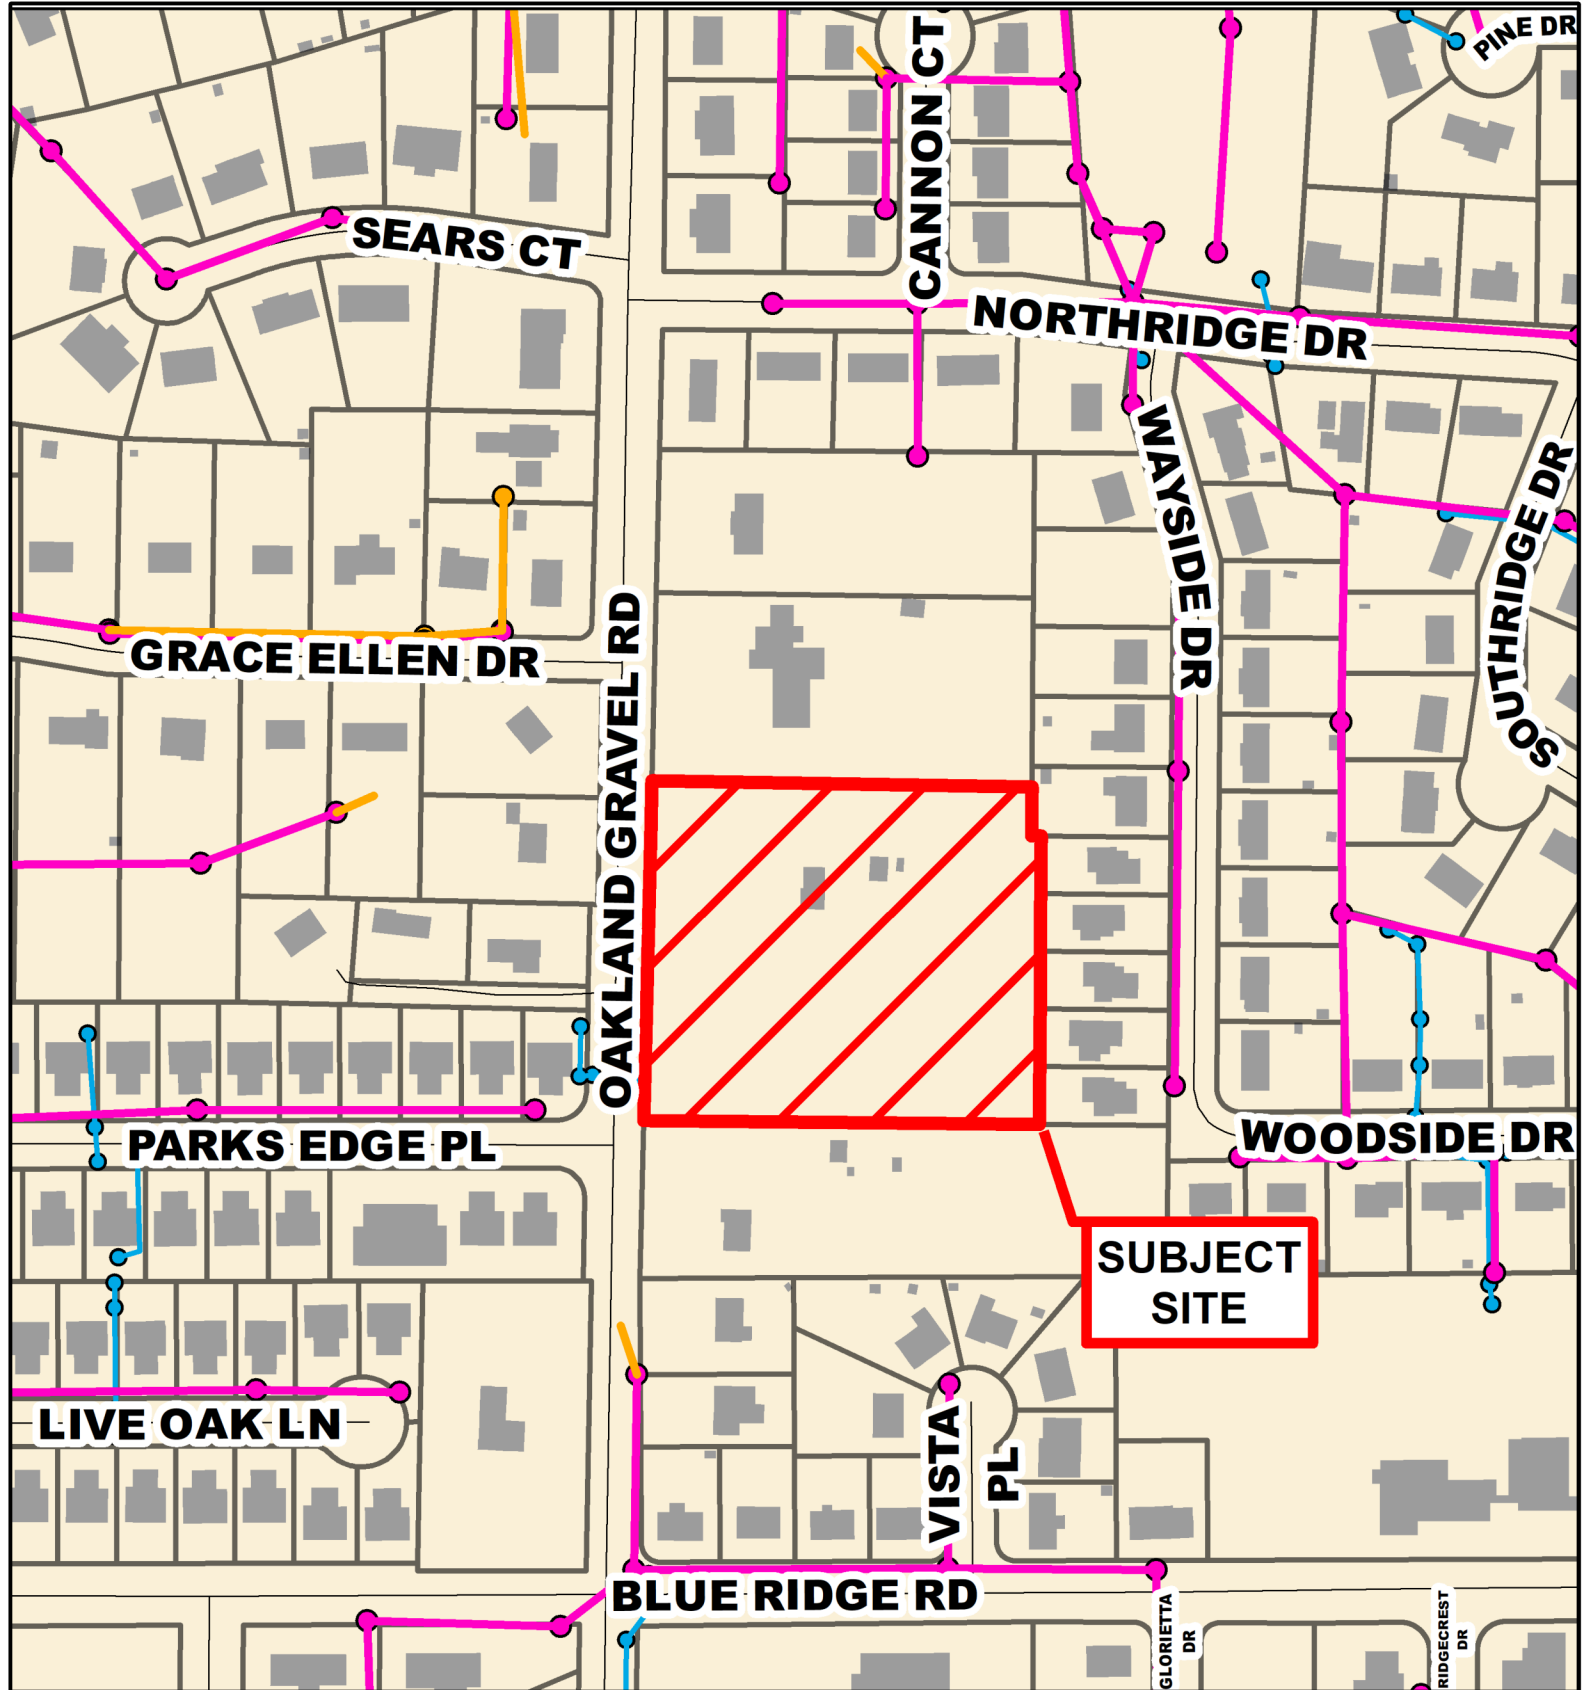 PINE DR
CANNON CT
SEARS CT
NORTHRIDGE DR
WAYSIDE DR
SOUTHRIDGE DR
GRACE ELLEN DR
OAKLAND GRAVEL RD
WOODSIDE DR
PARKS EDGE PL
SUBJECT
SITE
LIVE OAK LN
VISTA
PL
BLUE RIDGE RD
GLORIETTA
DR
RIDGECREST
DR